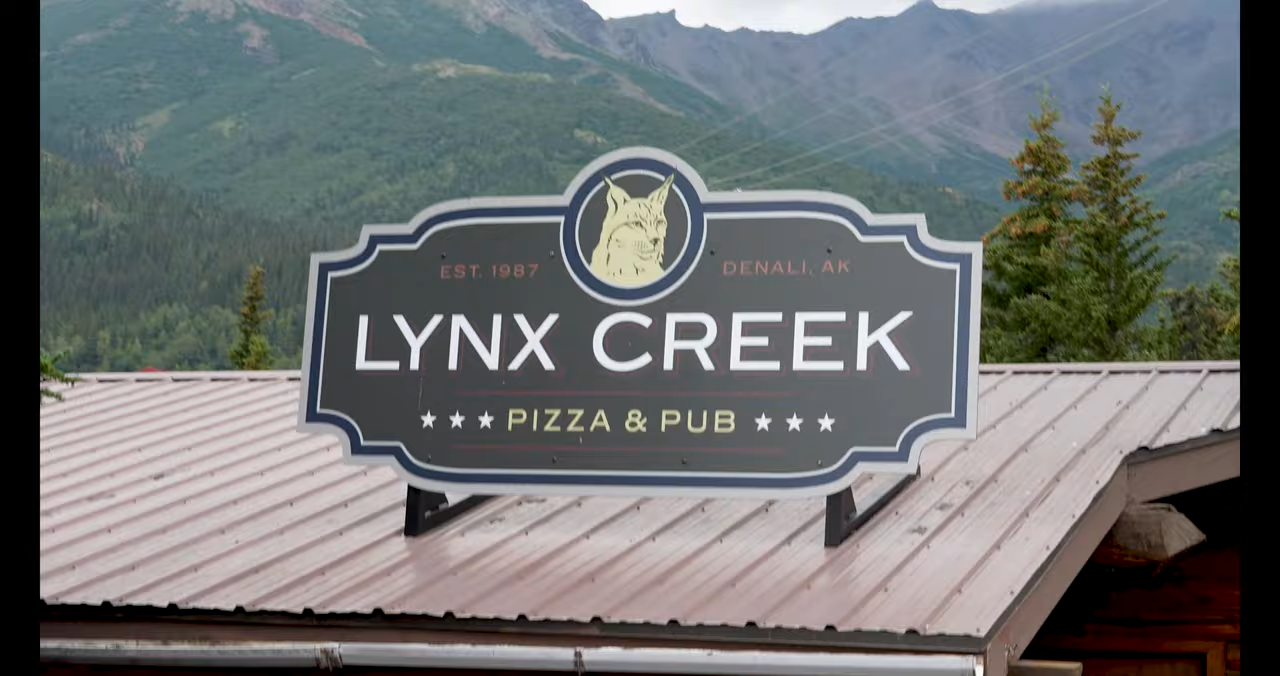 EST. 1987 DENALI, AK
LYNX CREEK
★ ★ ★ PIZZA & PUB ★ ★ ★